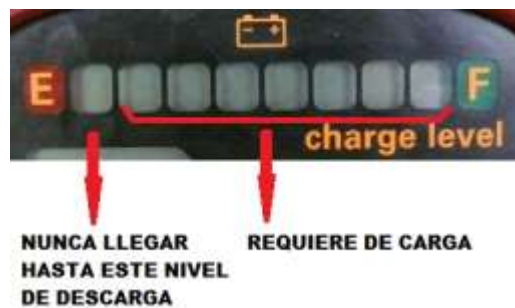 - +
E F
charge level
NUNCA LLEGAR
HASTA ESTE NIVEL
DE DESCARGA
REQUIERE DE CARGA